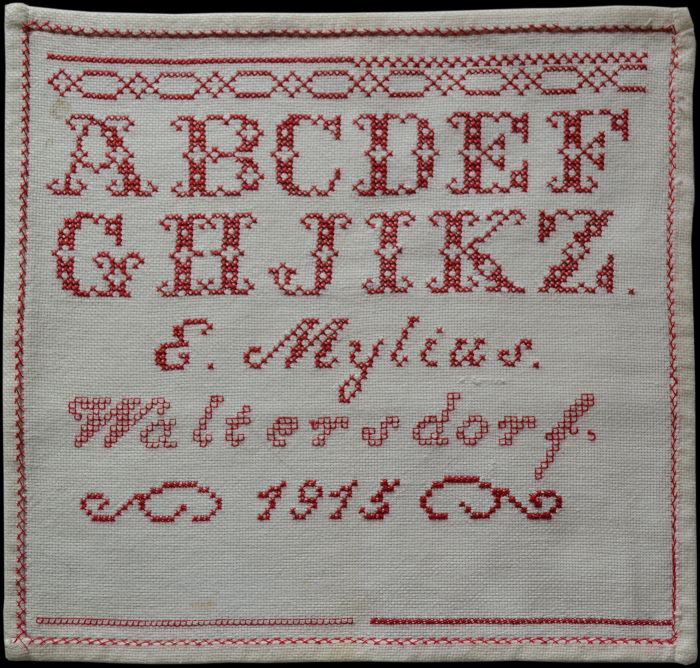 ABCDEF
GHJIKZ.
E. Mylius.
Waltersdorf.
1915